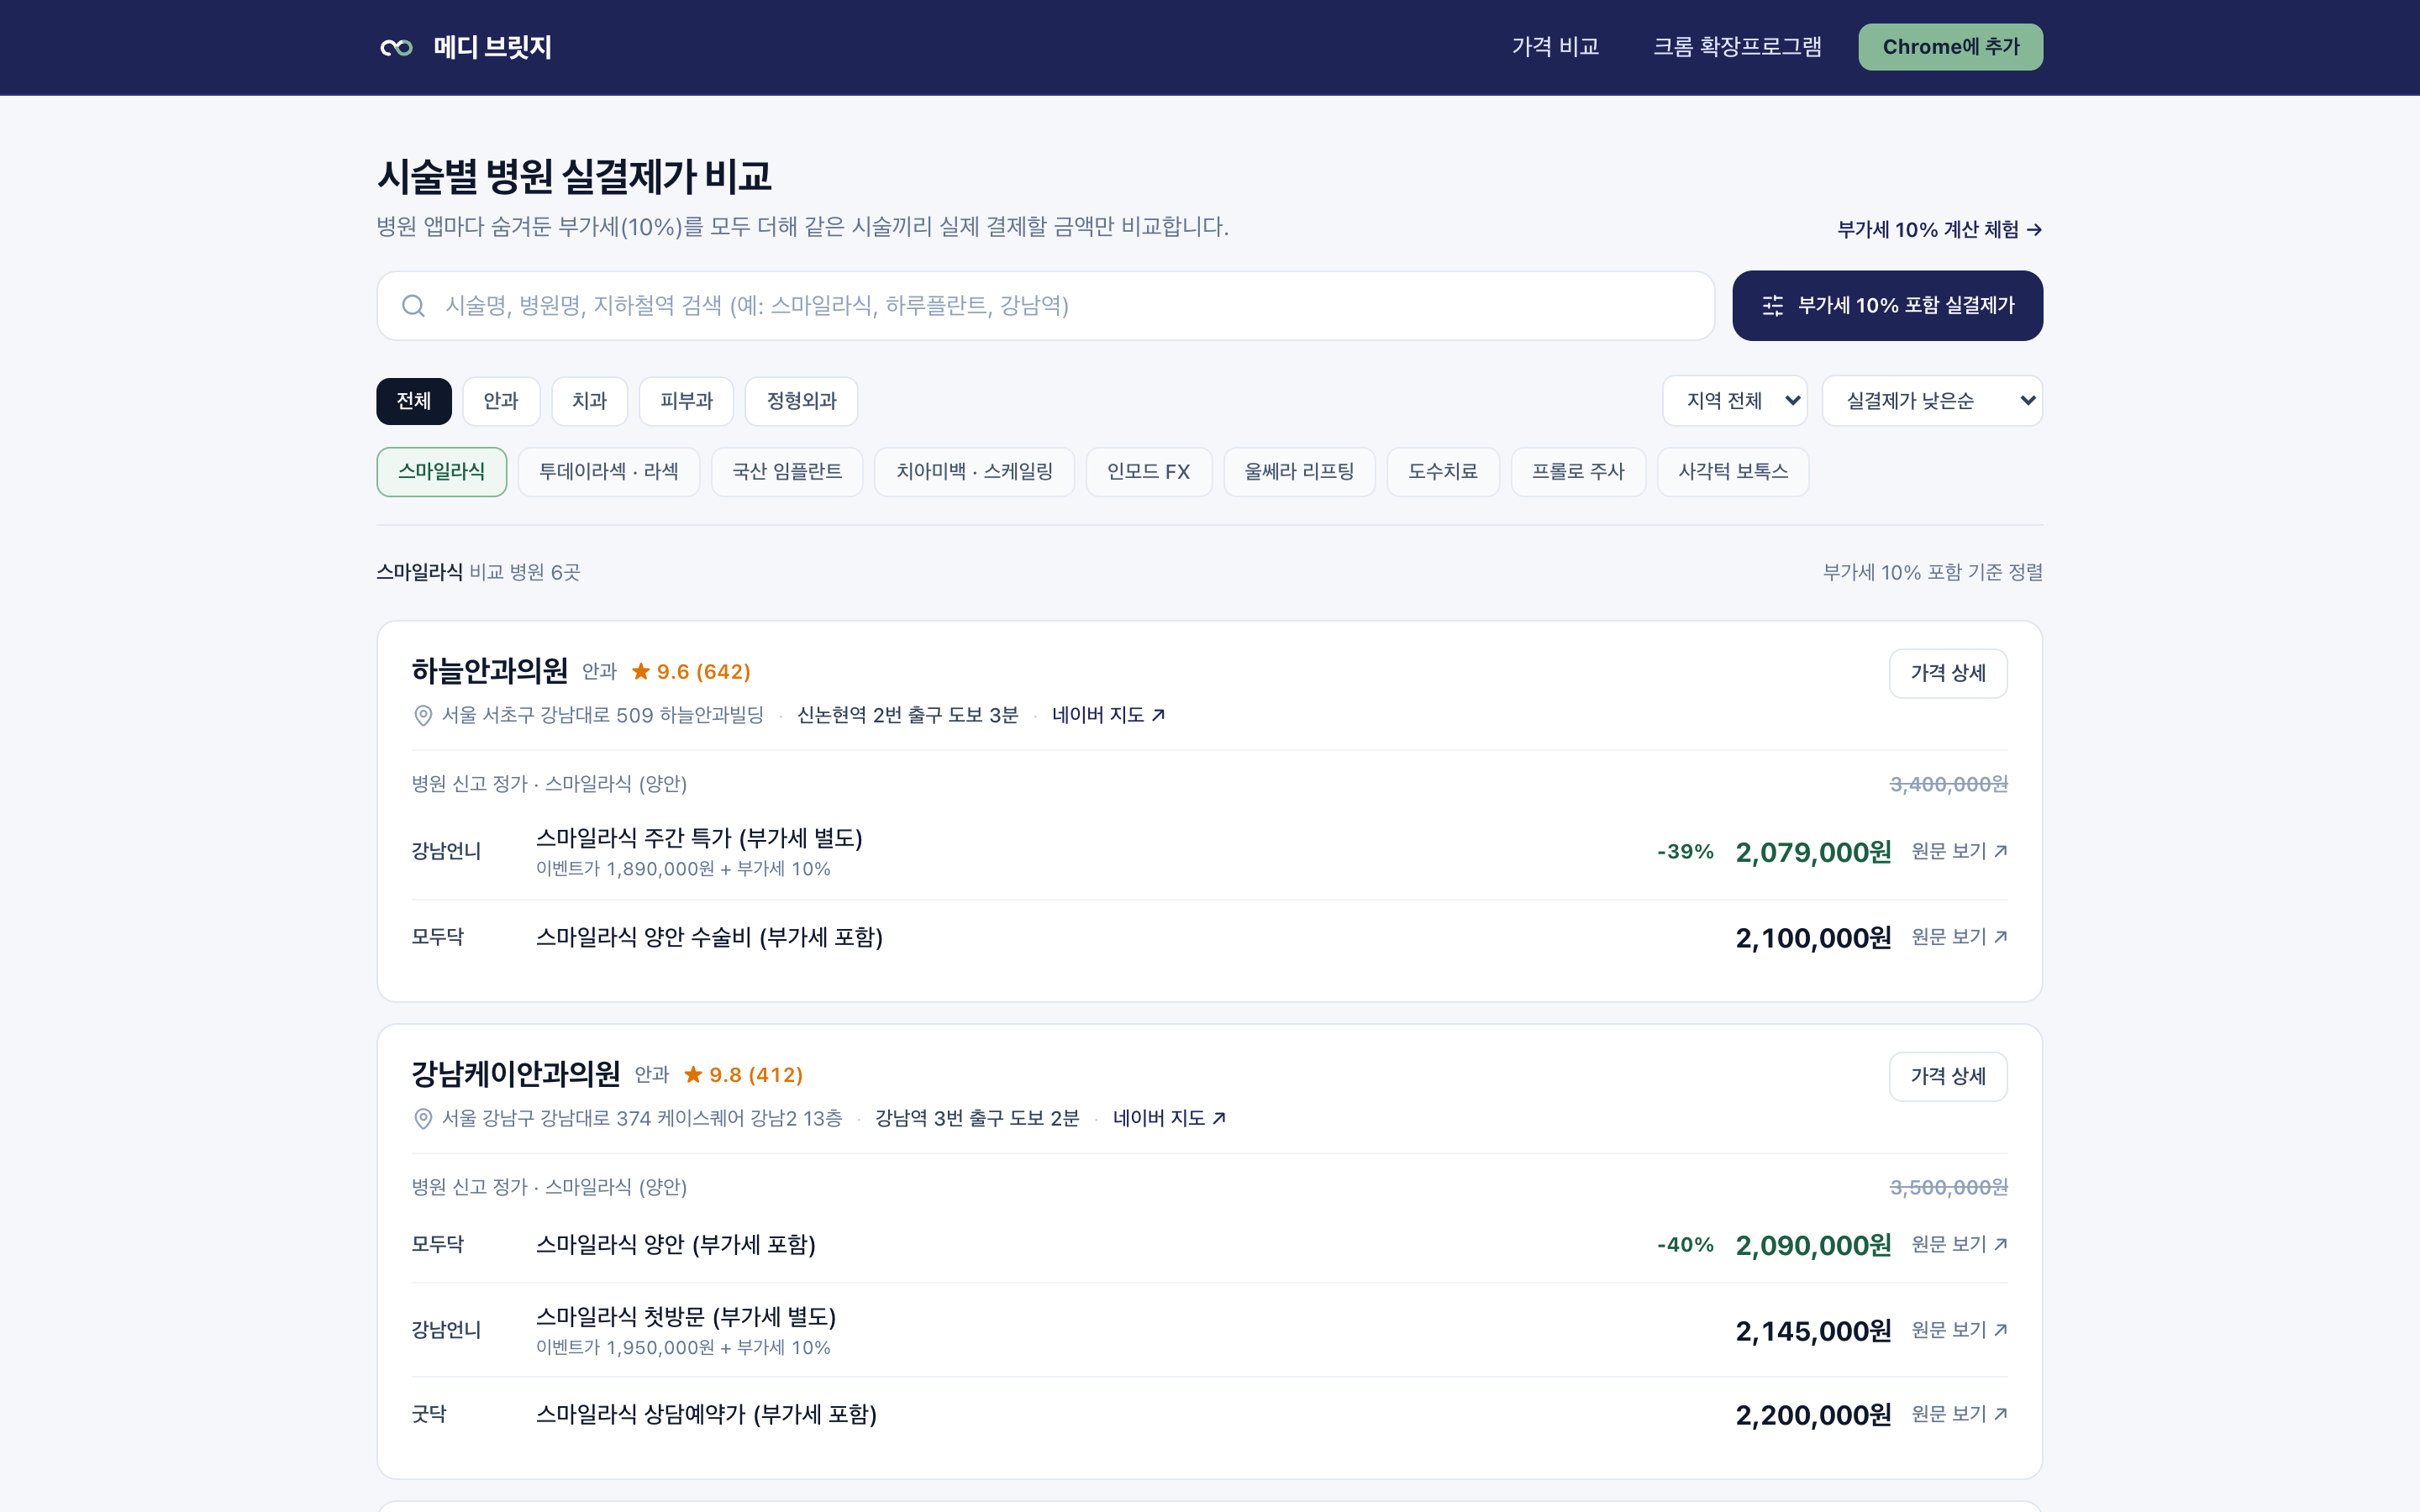 메디 브릿지
가격 비교
크롬 확장프로그램
Chrome에 추가
시술별 병원 실결제가 비교
병원 앱마다 숨겨둔 부가세(10%)를 모두 더해 같은 시술끼리 실제 결제할 금액만 비교합니다.
부가세 10% 계산 체험 →
시술명, 병원명, 지하철역 검색 (예: 스마일라식, 하루플란트, 강남역)
부가세 10% 포함 실결제가
전체 안과 치과 피부과 정형외과
지역 전체 실결제가 낮은순
스마일라식 투데이라섹 · 라섹 국산 임플란트 치아미백 · 스케일링 인모드 FX 울쎄라 리프팅 도수치료 프롤로 주사 사각턱 보톡스
스마일라식 비교 병원 6곳
부가세 10% 포함 기준 정렬
하늘안과의원 안과 ★ 9.6 (642)
가격 상세
서울 서초구 강남대로 509 하늘안과빌딩 · 신논현역 2번 출구 도보 3분 · 네이버 지도 ↗
병원 신고 정가 · 스마일라식 (양안) 3,400,000원
강남언니 스마일라식 주간 특가 (부가세 별도) -39% 2,079,000원 원문 보기 ↗
이벤트가 1,890,000원 + 부가세 10%
모두닥 스마일라식 양안 수술비 (부가세 포함) 2,100,000원 원문 보기 ↗
강남케이안과의원 안과 ★ 9.8 (412)
가격 상세
서울 강남구 강남대로 374 케이스퀘어 강남2 13층 · 강남역 3번 출구 도보 2분 · 네이버 지도 ↗
병원 신고 정가 · 스마일라식 (양안) 3,500,000원
모두닥 스마일라식 양안 (부가세 포함) -40% 2,090,000원 원문 보기 ↗
강남언니 스마일라식 첫방문 (부가세 별도) 2,145,000원 원문 보기 ↗
이벤트가 1,950,000원 + 부가세 10%
굿닥 스마일라식 상담예약가 (부가세 포함) 2,200,000원 원문 보기 ↗